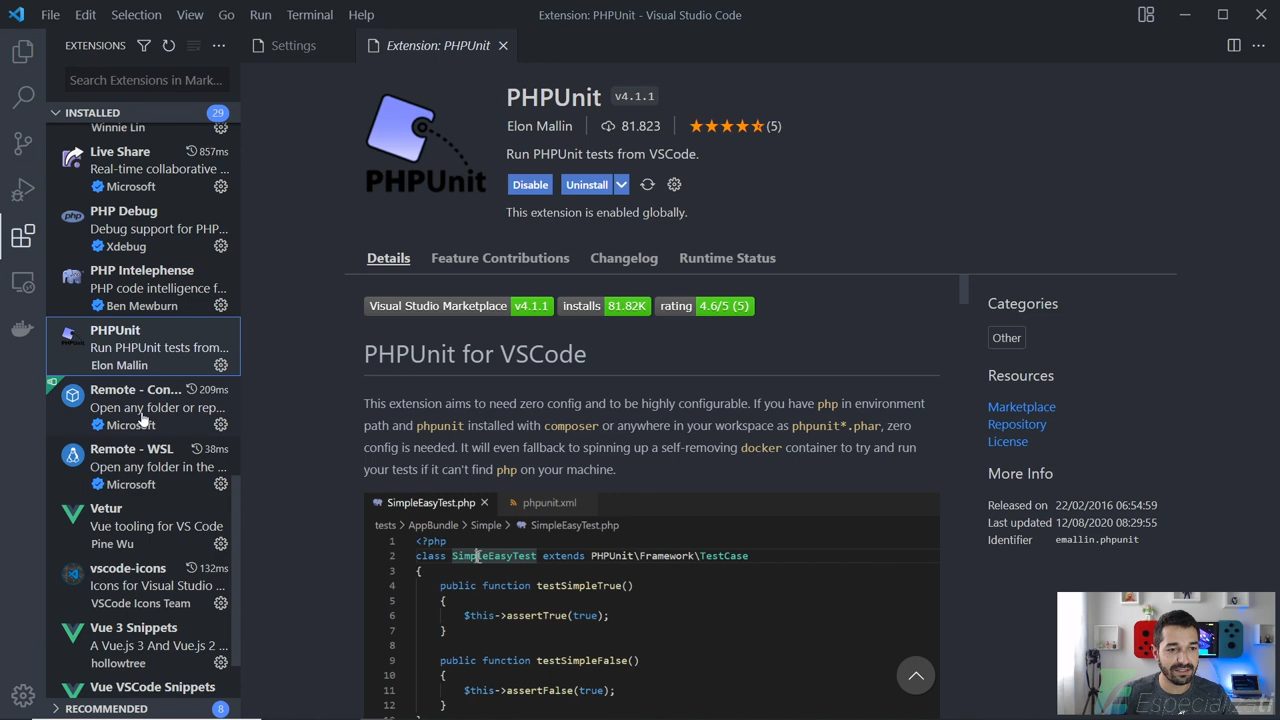 File Edit Selection View Go Run Terminal Help
Extension: PHPUnit - Visual Studio Code
EXTENSIONS
Settings
Extension: PHPUnit
Search Extensions in Mark...
INSTALLED 29
Winnie Lin
Live Share 857ms
Real-time collaborative ...
Microsoft
PHP Debug
Debug support for PHP...
Xdebug
PHP Intelephense
PHP code intelligence f...
Ben Mewburn
PHPUnit
Run PHPUnit tests from...
Elon Mallin
Remote - Con... 209ms
Open any folder or rep...
Microsoft
Remote - WSL 38ms
Open any folder in the ...
Microsoft
Vetur
Vue tooling for VS Code
Pine Wu
vscode-icons 132ms
Icons for Visual Studio ...
VSCode Icons Team
Vue 3 Snippets
A Vue.js 3 And Vue.js 2 ...
hollowtree
Vue VSCode Snippets
RECOMMENDED 8
PHPUnit
PHPUnit v4.1.1
Elon Mallin 81.823 (5)
Run PHPUnit tests from VSCode.
Disable Uninstall
This extension is enabled globally.
Details Feature Contributions Changelog Runtime Status
Visual Studio Marketplace v4.1.1 installs 81.82K rating 4.6/5 (5)
PHPUnit for VSCode
This extension aims to need zero config and to be highly configurable. If you have php in environment
path and phpunit installed with composer or anywhere in your workspace as phpunit*.phar, zero
config is needed. It will even fallback to spinning up a self-removing docker container to try and run
your tests if it can't find php on your machine.
SimpleEasyTest.php phpunit.xml
tests > AppBundle > Simple > SimpleEasyTest.php
1 <?php
2 class SimpleEasyTest extends PHPUnit\Framework\TestCase
3 {
4 public function testSimpleTrue()
5 {
6 $this->assertTrue(true);
7 }
8
9 public function testSimpleFalse()
10 {
11 $this->assertFalse(true);
12 }
Categories
Other
Resources
Marketplace
Repository
License
More Info
Released on 22/02/2016 06:54:59
Last updated 12/08/2020 08:29:55
Identifier emallin.phpunit
Especializati